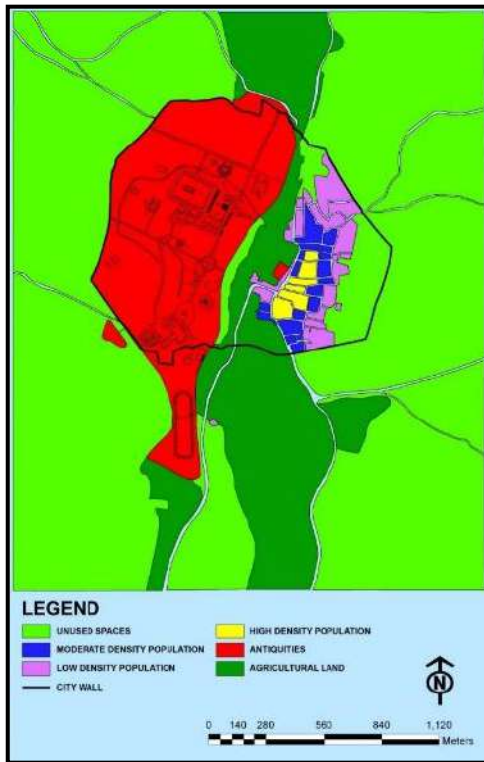 LEGEND
UNUSED SPACES
HIGH DENSITY POPULATION
MODERATE DENSITY POPULATION
ANTIQUITIES
LOW DENSITY POPULATION
AGRICULTURAL LAND
CITY WALL
N
0 140 280 560 840 1,120
Meters